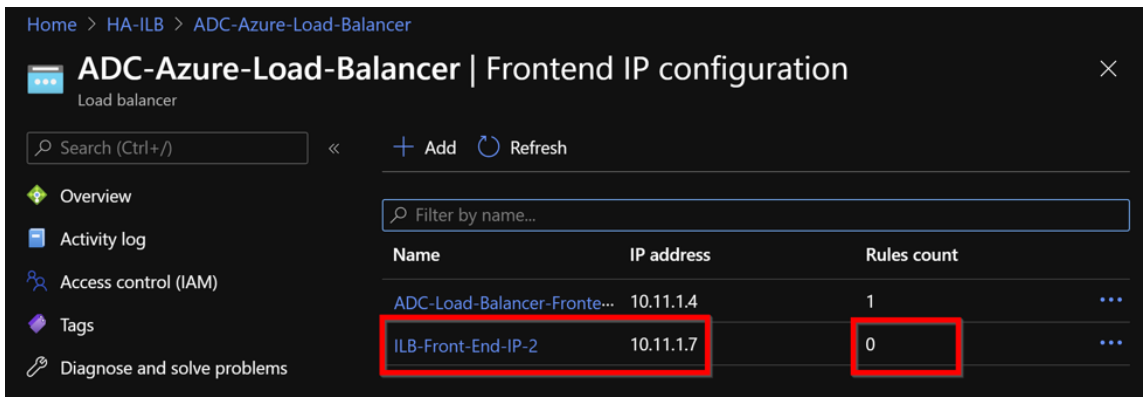 Home > HA-ILB > ADC-Azure-Load-Balancer
ADC-Azure-Load-Balancer | Frontend IP configuration
Load balancer
Search (Ctrl+/)
«
Add
Refresh
Overview
Activity log
Access control (IAM)
Tags
Diagnose and solve problems
Filter by name...
Name IP address Rules count
ADC-Load-Balancer-Fronte... 10.11.1.4 1 ...
ILB-Front-End-IP-2 10.11.1.7 0 ...